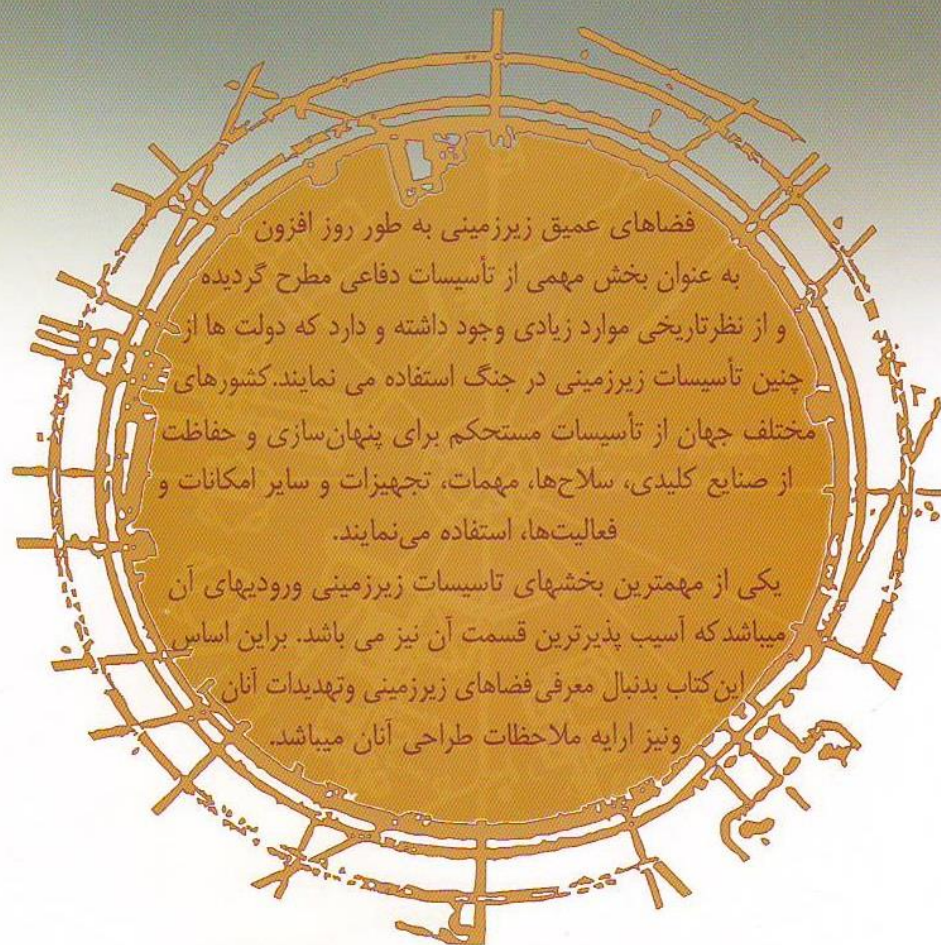 فضاهای عمیق زیرزمینی به طور روز افزون
به عنوان بخش مهمی از تأسیسات دفاعی مطرح گردیده
و از نظرتاریخی موارد زیادی وجود داشته و دارد که دولت ها از
چنین تأسیسات زیرزمینی در جنگ استفاده می نمایند.کشورهای
مختلف جهان از تأسیسات مستحکم برای پنهان‌سازی و حفاظت
از صنایع کلیدی، سلاح‌ها، مهمات، تجهیزات و سایر امکانات و
فعالیت‌ها، استفاده می‌نمایند.
یکی از مهمترین بخشهای تاسیسات زیرزمینی ورودیهای آن
میباشدکه آسیب پذیرترین قسمت آن نیز می باشد. براین اساس
این‌کتاب بدنبال معرفی فضاهای زیرزمینی وتهدیدات آنان
ونیز ارایه ملاحظات طراحی آنان میباشد.